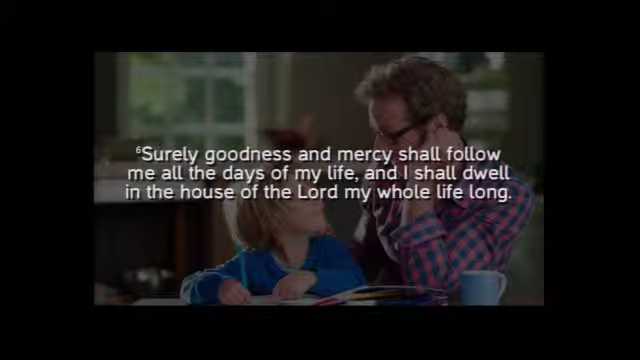 ⁶Surely goodness and mercy shall follow
me all the days of my life, and I shall dwell
in the house of the Lord my whole life long.